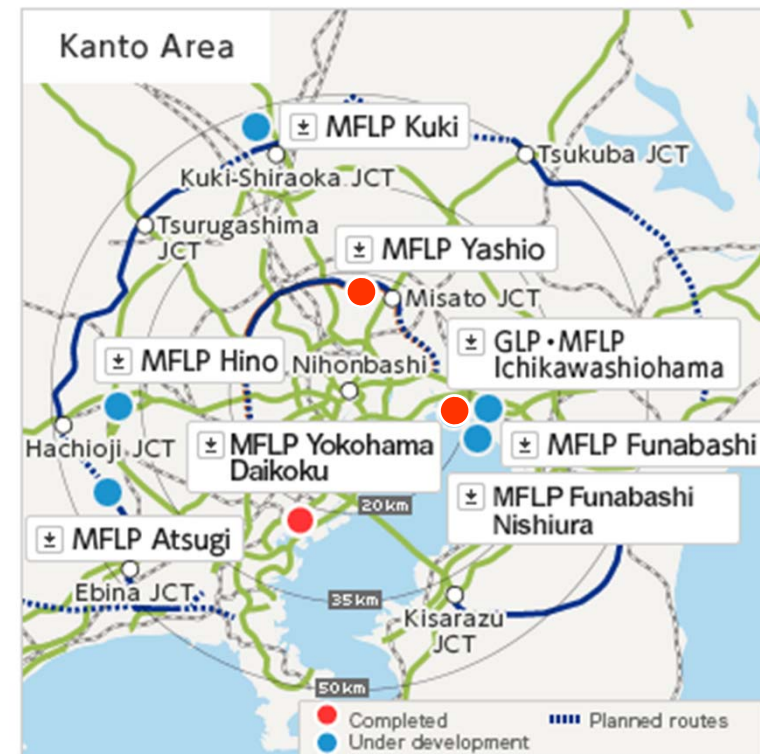 Kanto Area
MFLP Kuki
Tsukuba JCT
Kuki-Shiraoka JCT
Tsurugashima
JCT
MFLP Yashio
Misato JCT
GLP・MFLP
Ichikawashiohama
MFLP Hino
Nihonbashi
Hachioji JCT
MFLP Yokohama
Daikoku
MFLP Funabashi
MFLP Funabashi
Nishiura
20km
MFLP Atsugi
Ebina JCT
35km
Kisarazu
JCT
50km
Completed
Planned routes
Under development